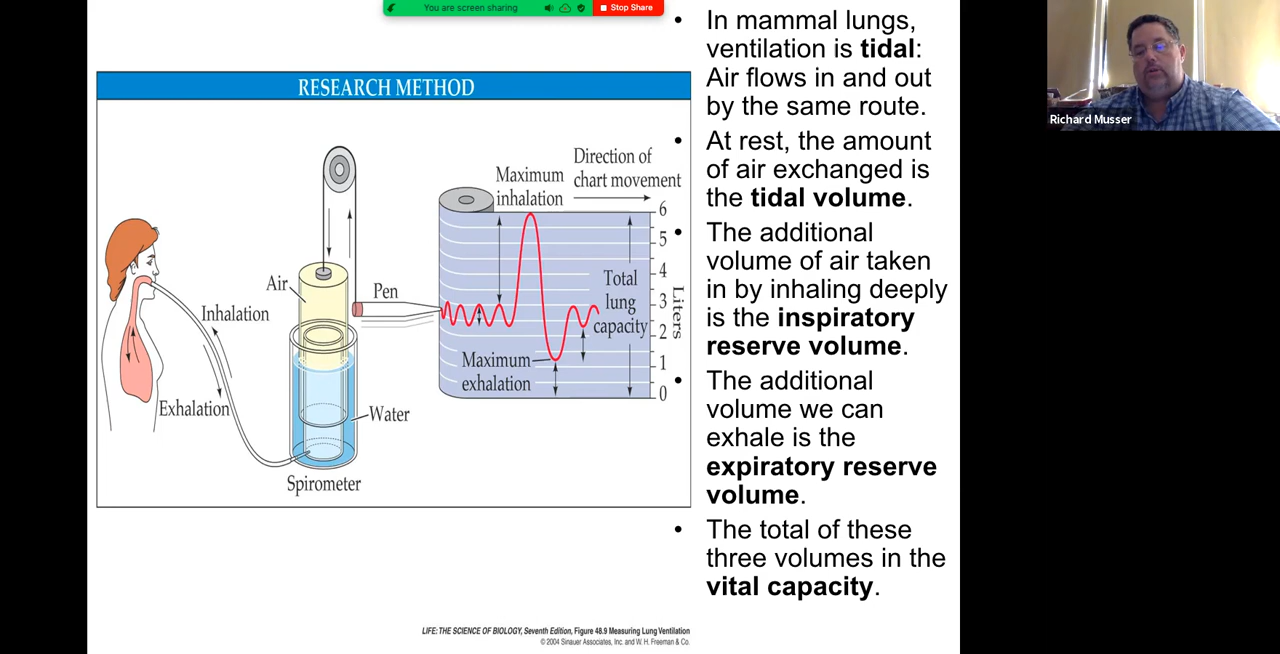 You are screen sharing
Stop Share
RESEARCH METHOD
Maximum
inhalation
Direction of
chart movement
6
5
4
3
2
1
0
Liters
Total
lung
capacity
Air
Pen
Inhalation
Exhalation
Maximum
exhalation
Water
Spirometer
LIFE: THE SCIENCE OF BIOLOGY, Seventh Edition, Figure 48.9 Measuring Lung Ventilation
© 2004 Sinauer Associates, Inc. and W. H. Freeman & Co.
• In mammal lungs,
ventilation is tidal:
Air flows in and out
by the same route.
• At rest, the amount
of air exchanged is
the tidal volume.
• The additional
volume of air taken
in by inhaling deeply
is the inspiratory
reserve volume.
• The additional
volume we can
exhale is the
expiratory reserve
volume.
• The total of these
three volumes in the
vital capacity.
Richard Musser